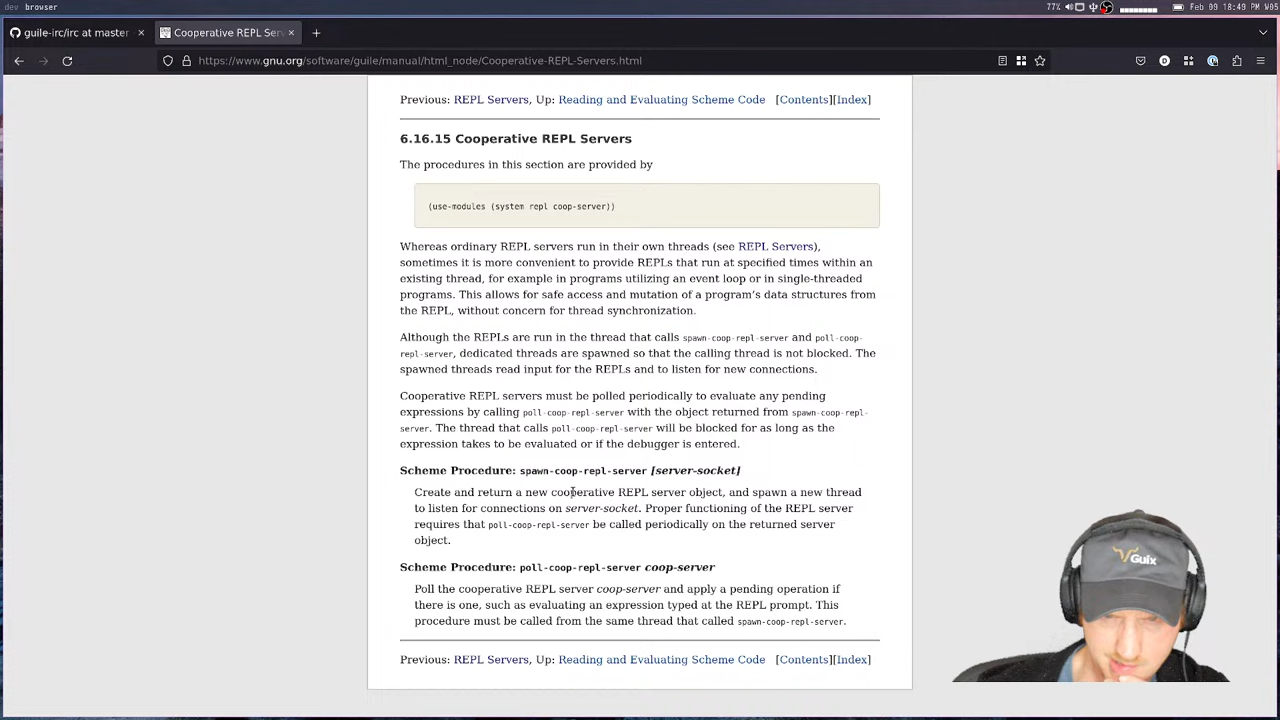 dev browser
77%
Feb 09 18:49 W05
guile-irc/irc at master
Cooperative REPL Serv
https://www.gnu.org/software/guile/manual/html_node/Cooperative-REPL-Servers.html
Previous: REPL Servers, Up: Reading and Evaluating Scheme Code   [Contents][Index]
6.16.15 Cooperative REPL Servers
The procedures in this section are provided by
(use-modules (system repl coop-server))
Whereas ordinary REPL servers run in their own threads (see REPL Servers),
sometimes it is more convenient to provide REPLs that run at specified times within an
existing thread, for example in programs utilizing an event loop or in single-threaded
programs. This allows for safe access and mutation of a program’s data structures from
the REPL, without concern for thread synchronization.
Although the REPLs are run in the thread that calls spawn-coop-repl-server and poll-coop-
repl-server, dedicated threads are spawned so that the calling thread is not blocked. The
spawned threads read input for the REPLs and to listen for new connections.
Cooperative REPL servers must be polled periodically to evaluate any pending
expressions by calling poll-coop-repl-server with the object returned from spawn-coop-repl-
server. The thread that calls poll-coop-repl-server will be blocked for as long as the
expression takes to be evaluated or if the debugger is entered.
Scheme Procedure: spawn-coop-repl-server [server-socket]
Create and return a new cooperative REPL server object, and spawn a new thread
to listen for connections on server-socket. Proper functioning of the REPL server
requires that poll-coop-repl-server be called periodically on the returned server
object.
Scheme Procedure: poll-coop-repl-server coop-server
Poll the cooperative REPL server coop-server and apply a pending operation if
there is one, such as evaluating an expression typed at the REPL prompt. This
procedure must be called from the same thread that called spawn-coop-repl-server.
Previous: REPL Servers, Up: Reading and Evaluating Scheme Code   [Contents][Index]
Guix